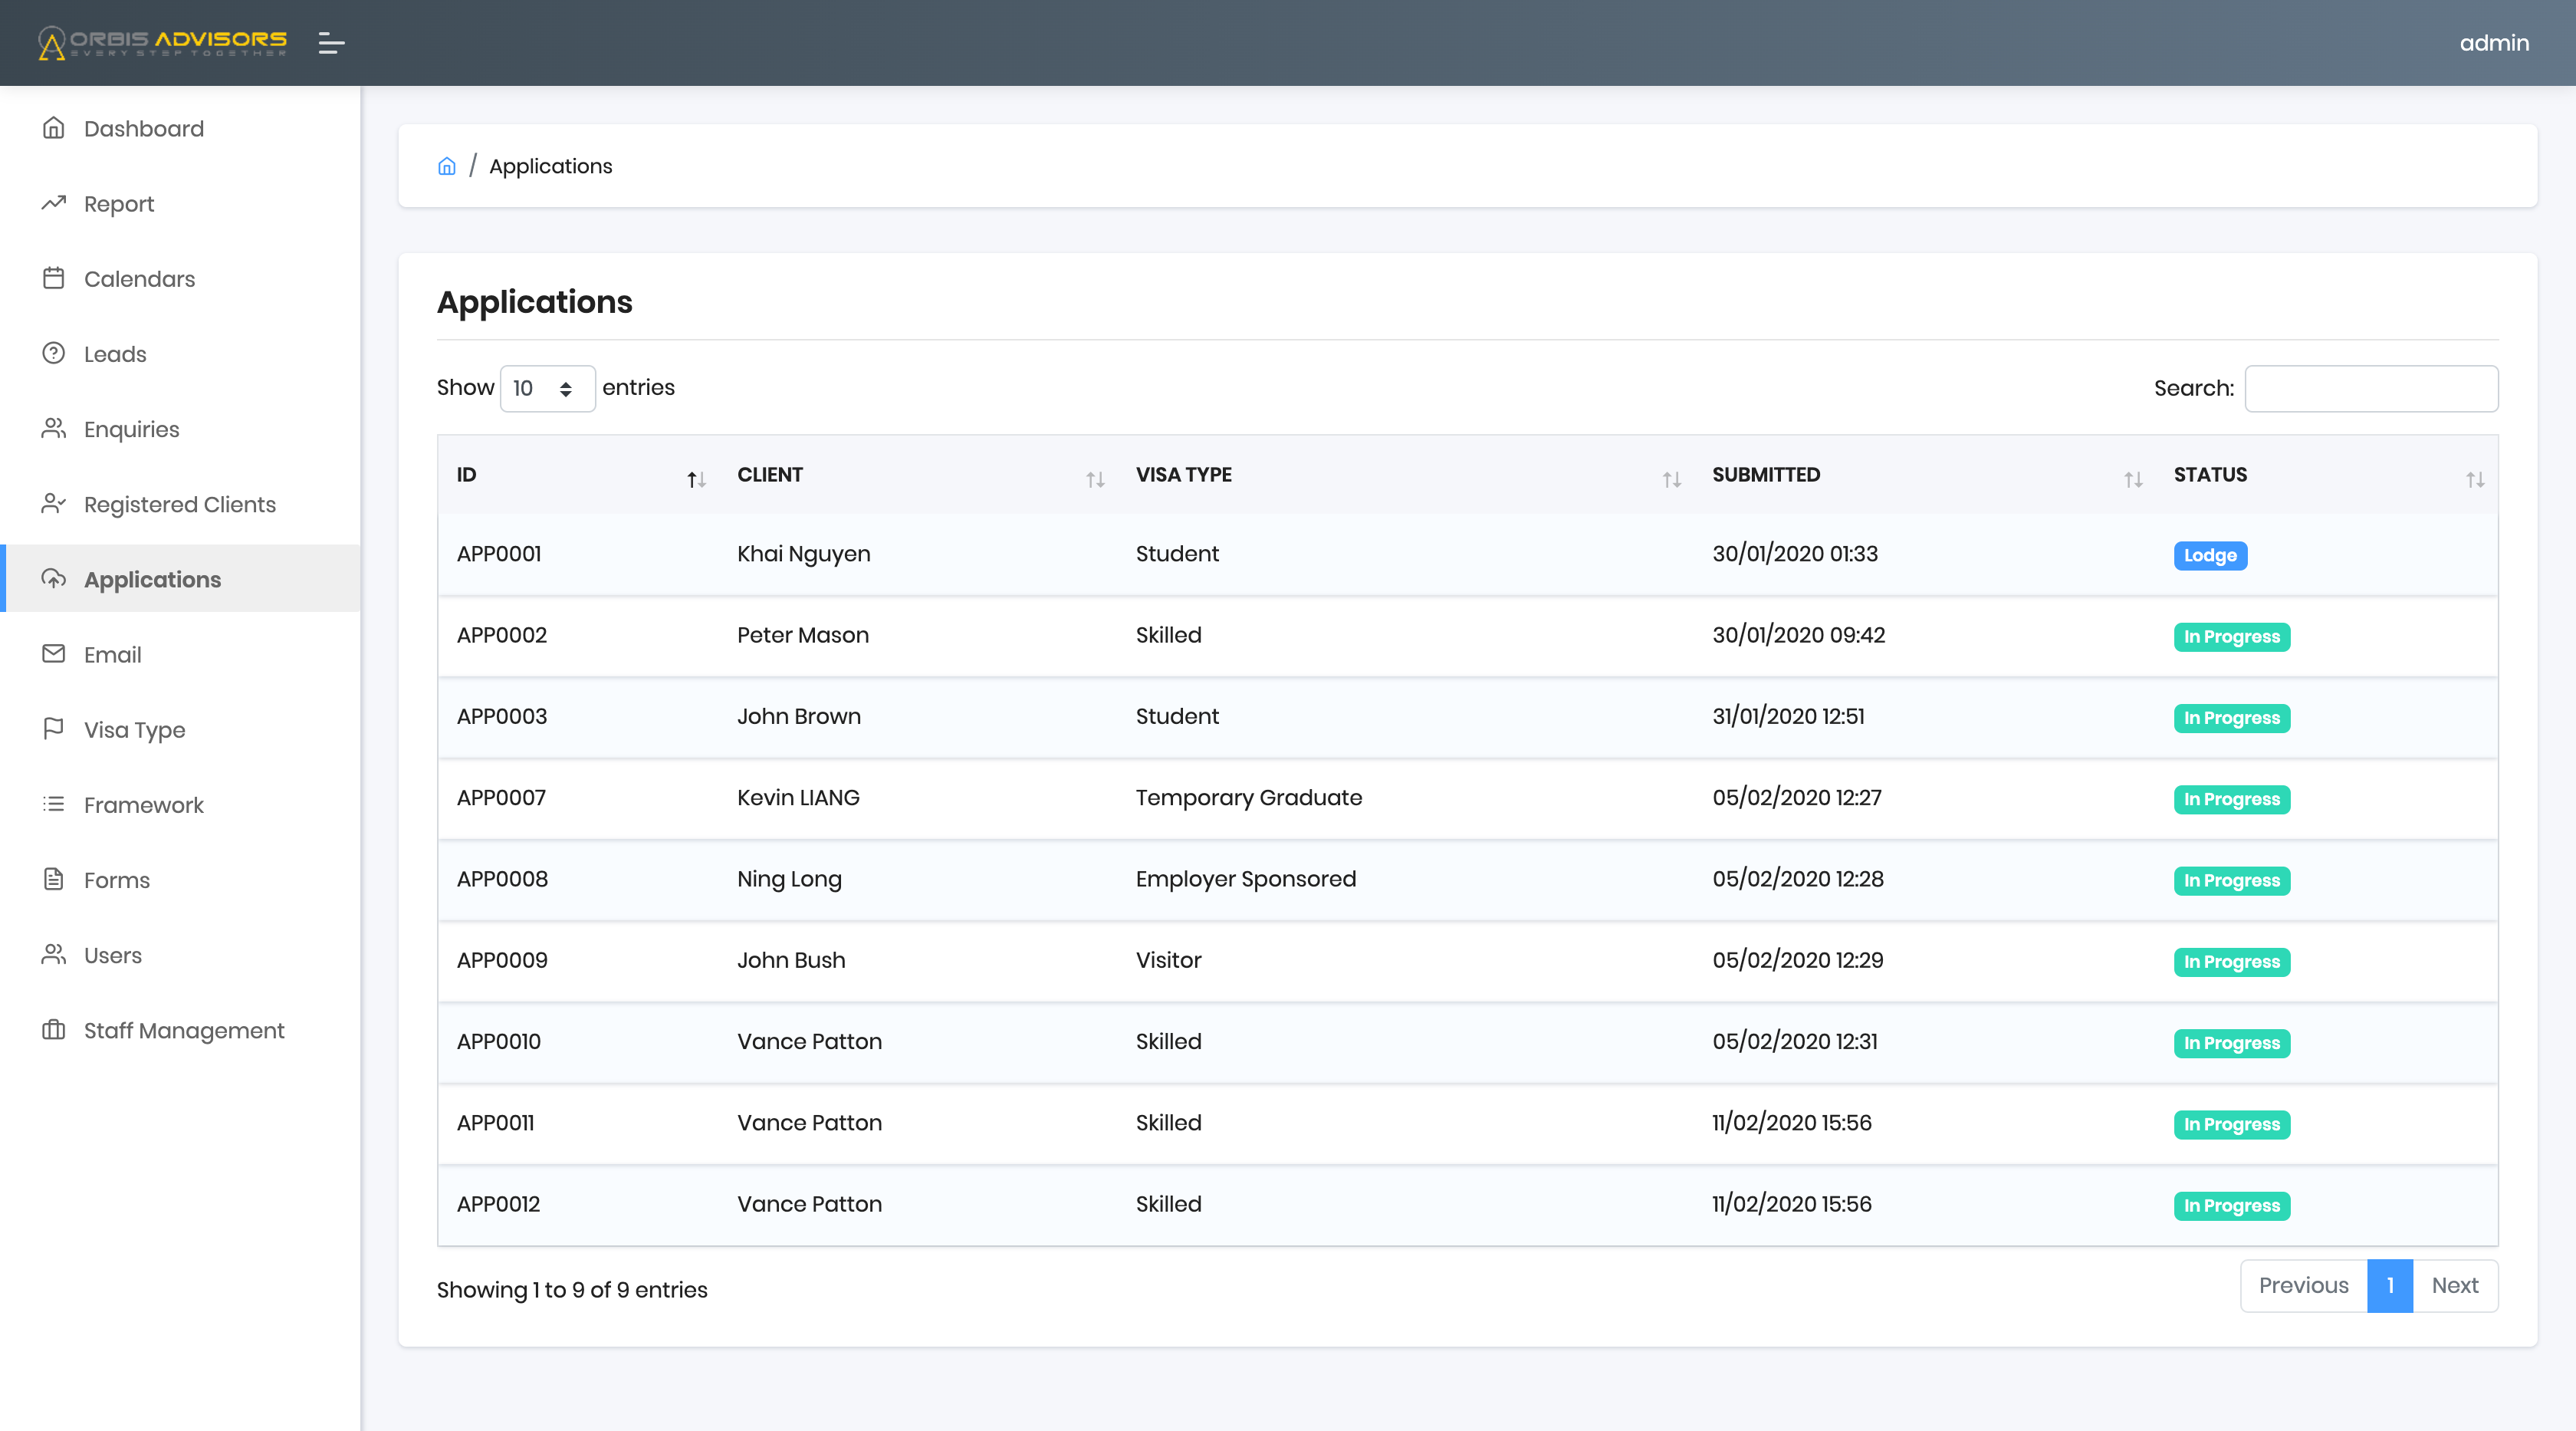 ORBIS ADVISORS
EVERY STEP TOGETHER
admin
Dashboard
Report
Calendars
Leads
Enquiries
Registered Clients
Applications
Email
Visa Type
Framework
Forms
Users
Staff Management
/ Applications
Applications
Show 10 entries
Search:
ID CLIENT VISA TYPE SUBMITTED STATUS
APP0001 Khai Nguyen Student 30/01/2020 01:33 Lodge
APP0002 Peter Mason Skilled 30/01/2020 09:42 In Progress
APP0003 John Brown Student 31/01/2020 12:51 In Progress
APP0007 Kevin LIANG Temporary Graduate 05/02/2020 12:27 In Progress
APP0008 Ning Long Employer Sponsored 05/02/2020 12:28 In Progress
APP0009 John Bush Visitor 05/02/2020 12:29 In Progress
APP0010 Vance Patton Skilled 05/02/2020 12:31 In Progress
APP0011 Vance Patton Skilled 11/02/2020 15:56 In Progress
APP0012 Vance Patton Skilled 11/02/2020 15:56 In Progress
Showing 1 to 9 of 9 entries
Previous 1 Next